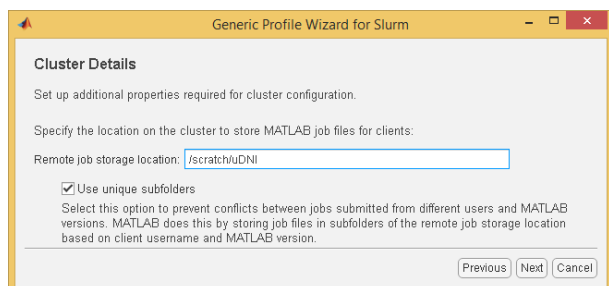 Generic Profile Wizard for Slurm
Cluster Details
Set up additional properties required for cluster configuration.
Specify the location on the cluster to store MATLAB job files for clients:
Remote job storage location: /scratch/uDNI
Use unique subfolders
Select this option to prevent conflicts between jobs submitted from different users and MATLAB
versions. MATLAB does this by storing job files in subfolders of the remote job storage location
based on client username and MATLAB version.
Previous Next Cancel